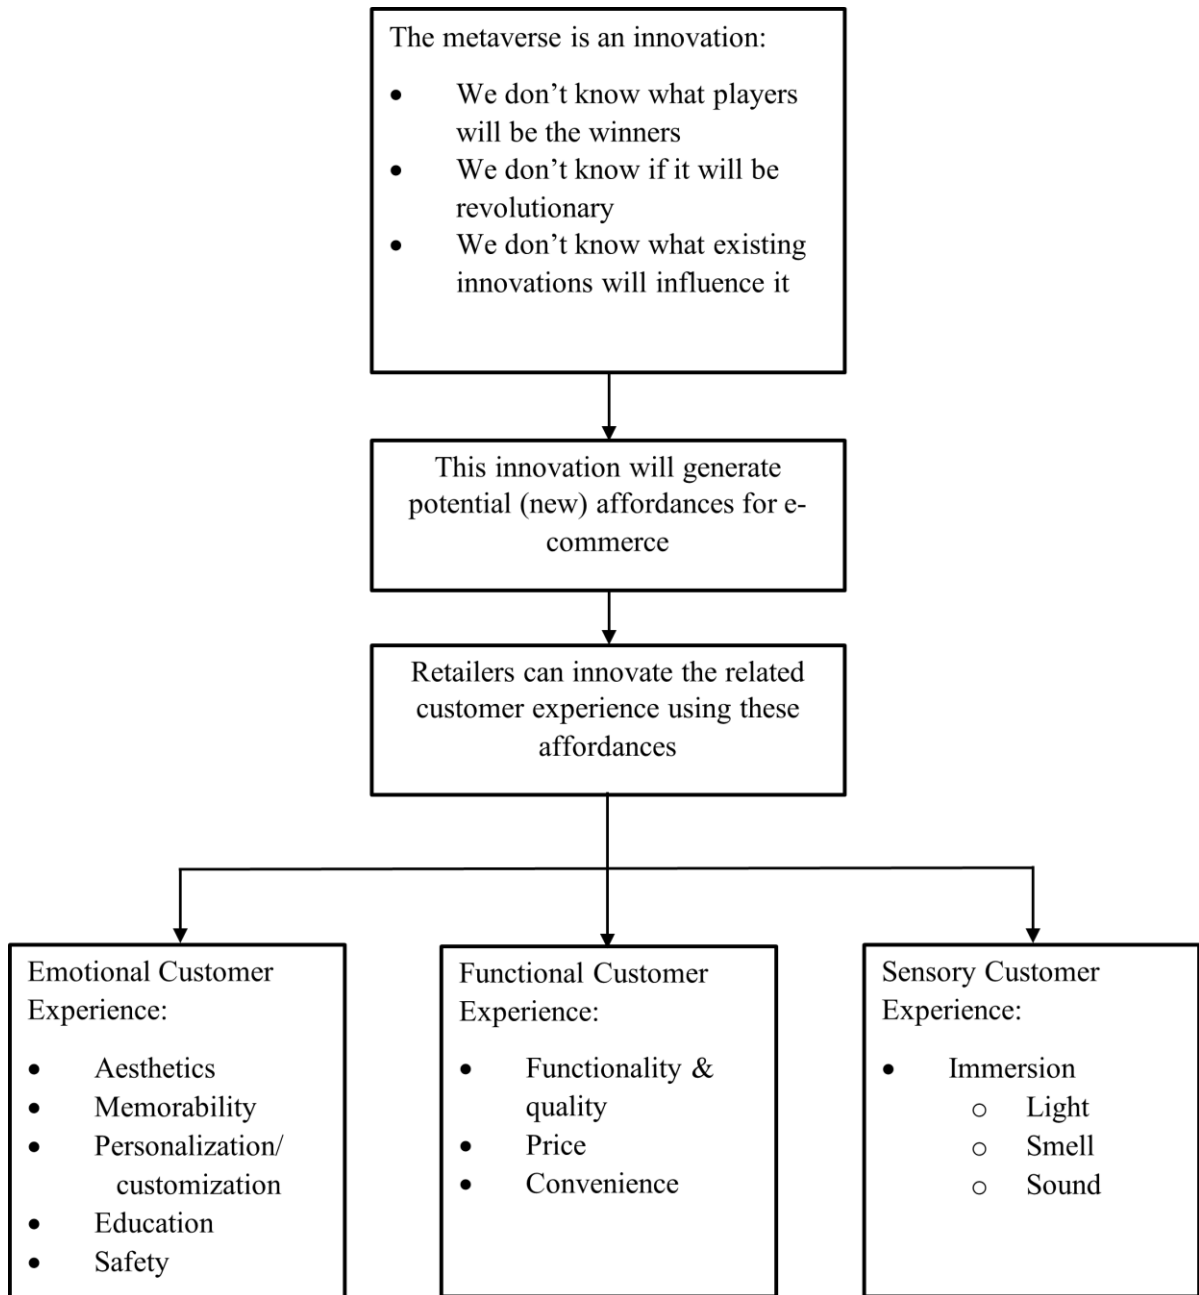 The metaverse is an innovation:
• We don’t know what players
will be the winners
• We don’t know if it will be
revolutionary
• We don’t know what existing
innovations will influence it
This innovation will generate
potential (new) affordances for e-
commerce
Retailers can innovate the related
customer experience using these
affordances
Emotional Customer
Experience:
• Aesthetics
• Memorability
• Personalization/
customization
• Education
• Safety
Functional Customer
Experience:
• Functionality &
quality
• Price
• Convenience
Sensory Customer
Experience:
• Immersion
o Light
o Smell
o Sound